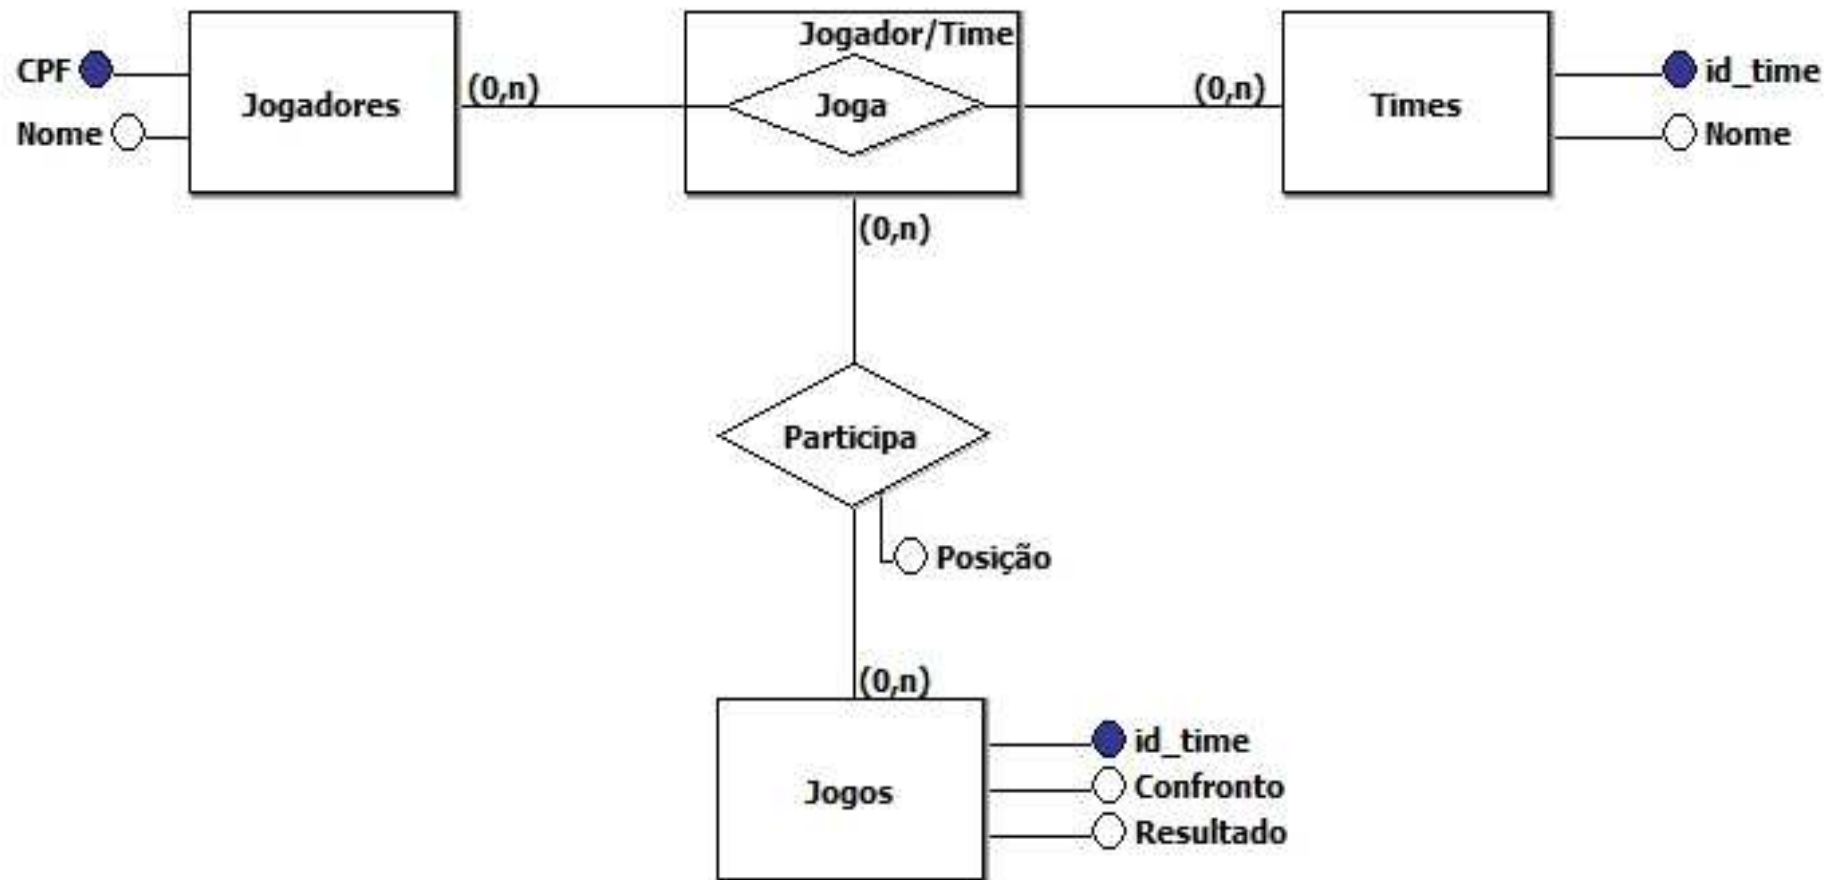 CPF
Nome
Jogadores
(0,n)
Jogador/Time
Joga
(0,n)
Times
id_time
Nome
(0,n)
Participa
Posição
(0,n)
Jogos
id_time
Confronto
Resultado